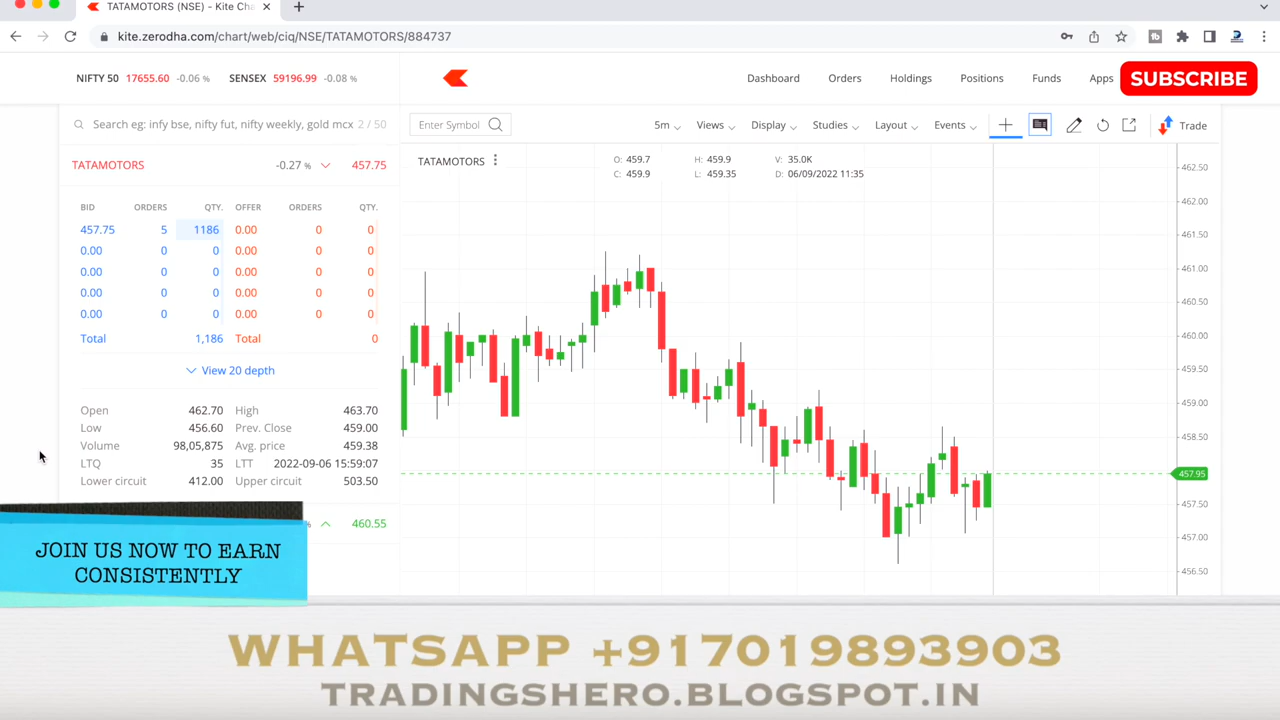 TATAMOTORS (NSE) - Kite Cha
kite.zerodha.com/chart/web/ciq/NSE/TATAMOTORS/884737
NIFTY 50 17655.60 -0.06 % SENSEX 59196.99 -0.08 %
Dashboard Orders Holdings Positions Funds Apps
SUBSCRIBE
Search eg: infy bse, nifty fut, nifty weekly, gold mcx 2 / 50
Enter Symbol 5m Views Display Studies Layout Events Trade
TATAMOTORS -0.27 % 457.75
TATAMOTORS
O: 459.7 H: 459.9 V: 35.0K
C: 459.9 L: 459.35 D: 06/09/2022 11:35
BID ORDERS QTY. OFFER ORDERS QTY.
457.75 5 1186 0.00 0 0
0.00 0 0 0.00 0 0
0.00 0 0 0.00 0 0
0.00 0 0 0.00 0 0
0.00 0 0 0.00 0 0
Total 1,186 Total 0
View 20 depth
Open 462.70 High 463.70
Low 456.60 Prev. Close 459.00
Volume 98,05,875 Avg. price 459.38
LTQ 35 LTT 2022-09-06 15:59:07
Lower circuit 412.00 Upper circuit 503.50
% 460.55
462.50
462.00
461.50
461.00
460.50
460.00
459.50
459.00
458.50
457.95
457.50
457.00
456.50
JOIN US NOW TO EARN
CONSISTENTLY
WHATSAPP +917019893903
TRADINGSHERO.BLOGSPOT.IN